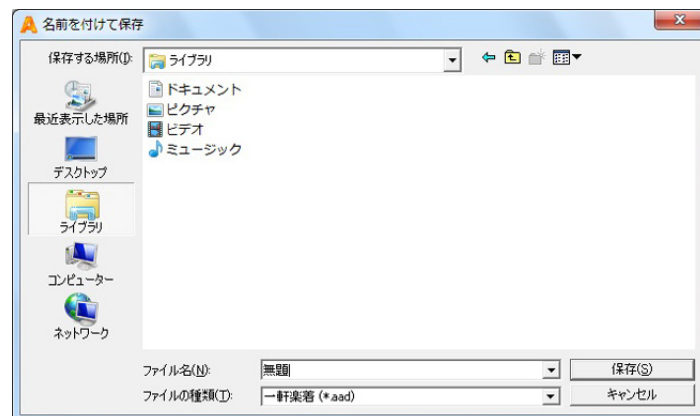 名前を付けて保存
保存する場所(I):
ライブラリ
最近表示した場所
デスクトップ
ライブラリ
コンピューター
ネットワーク
ドキュメント
ピクチャ
ビデオ
ミュージック
ファイル名(N):
無題
保存(S)
ファイルの種類(T):
一軒楽着 (*.aad)
キャンセル